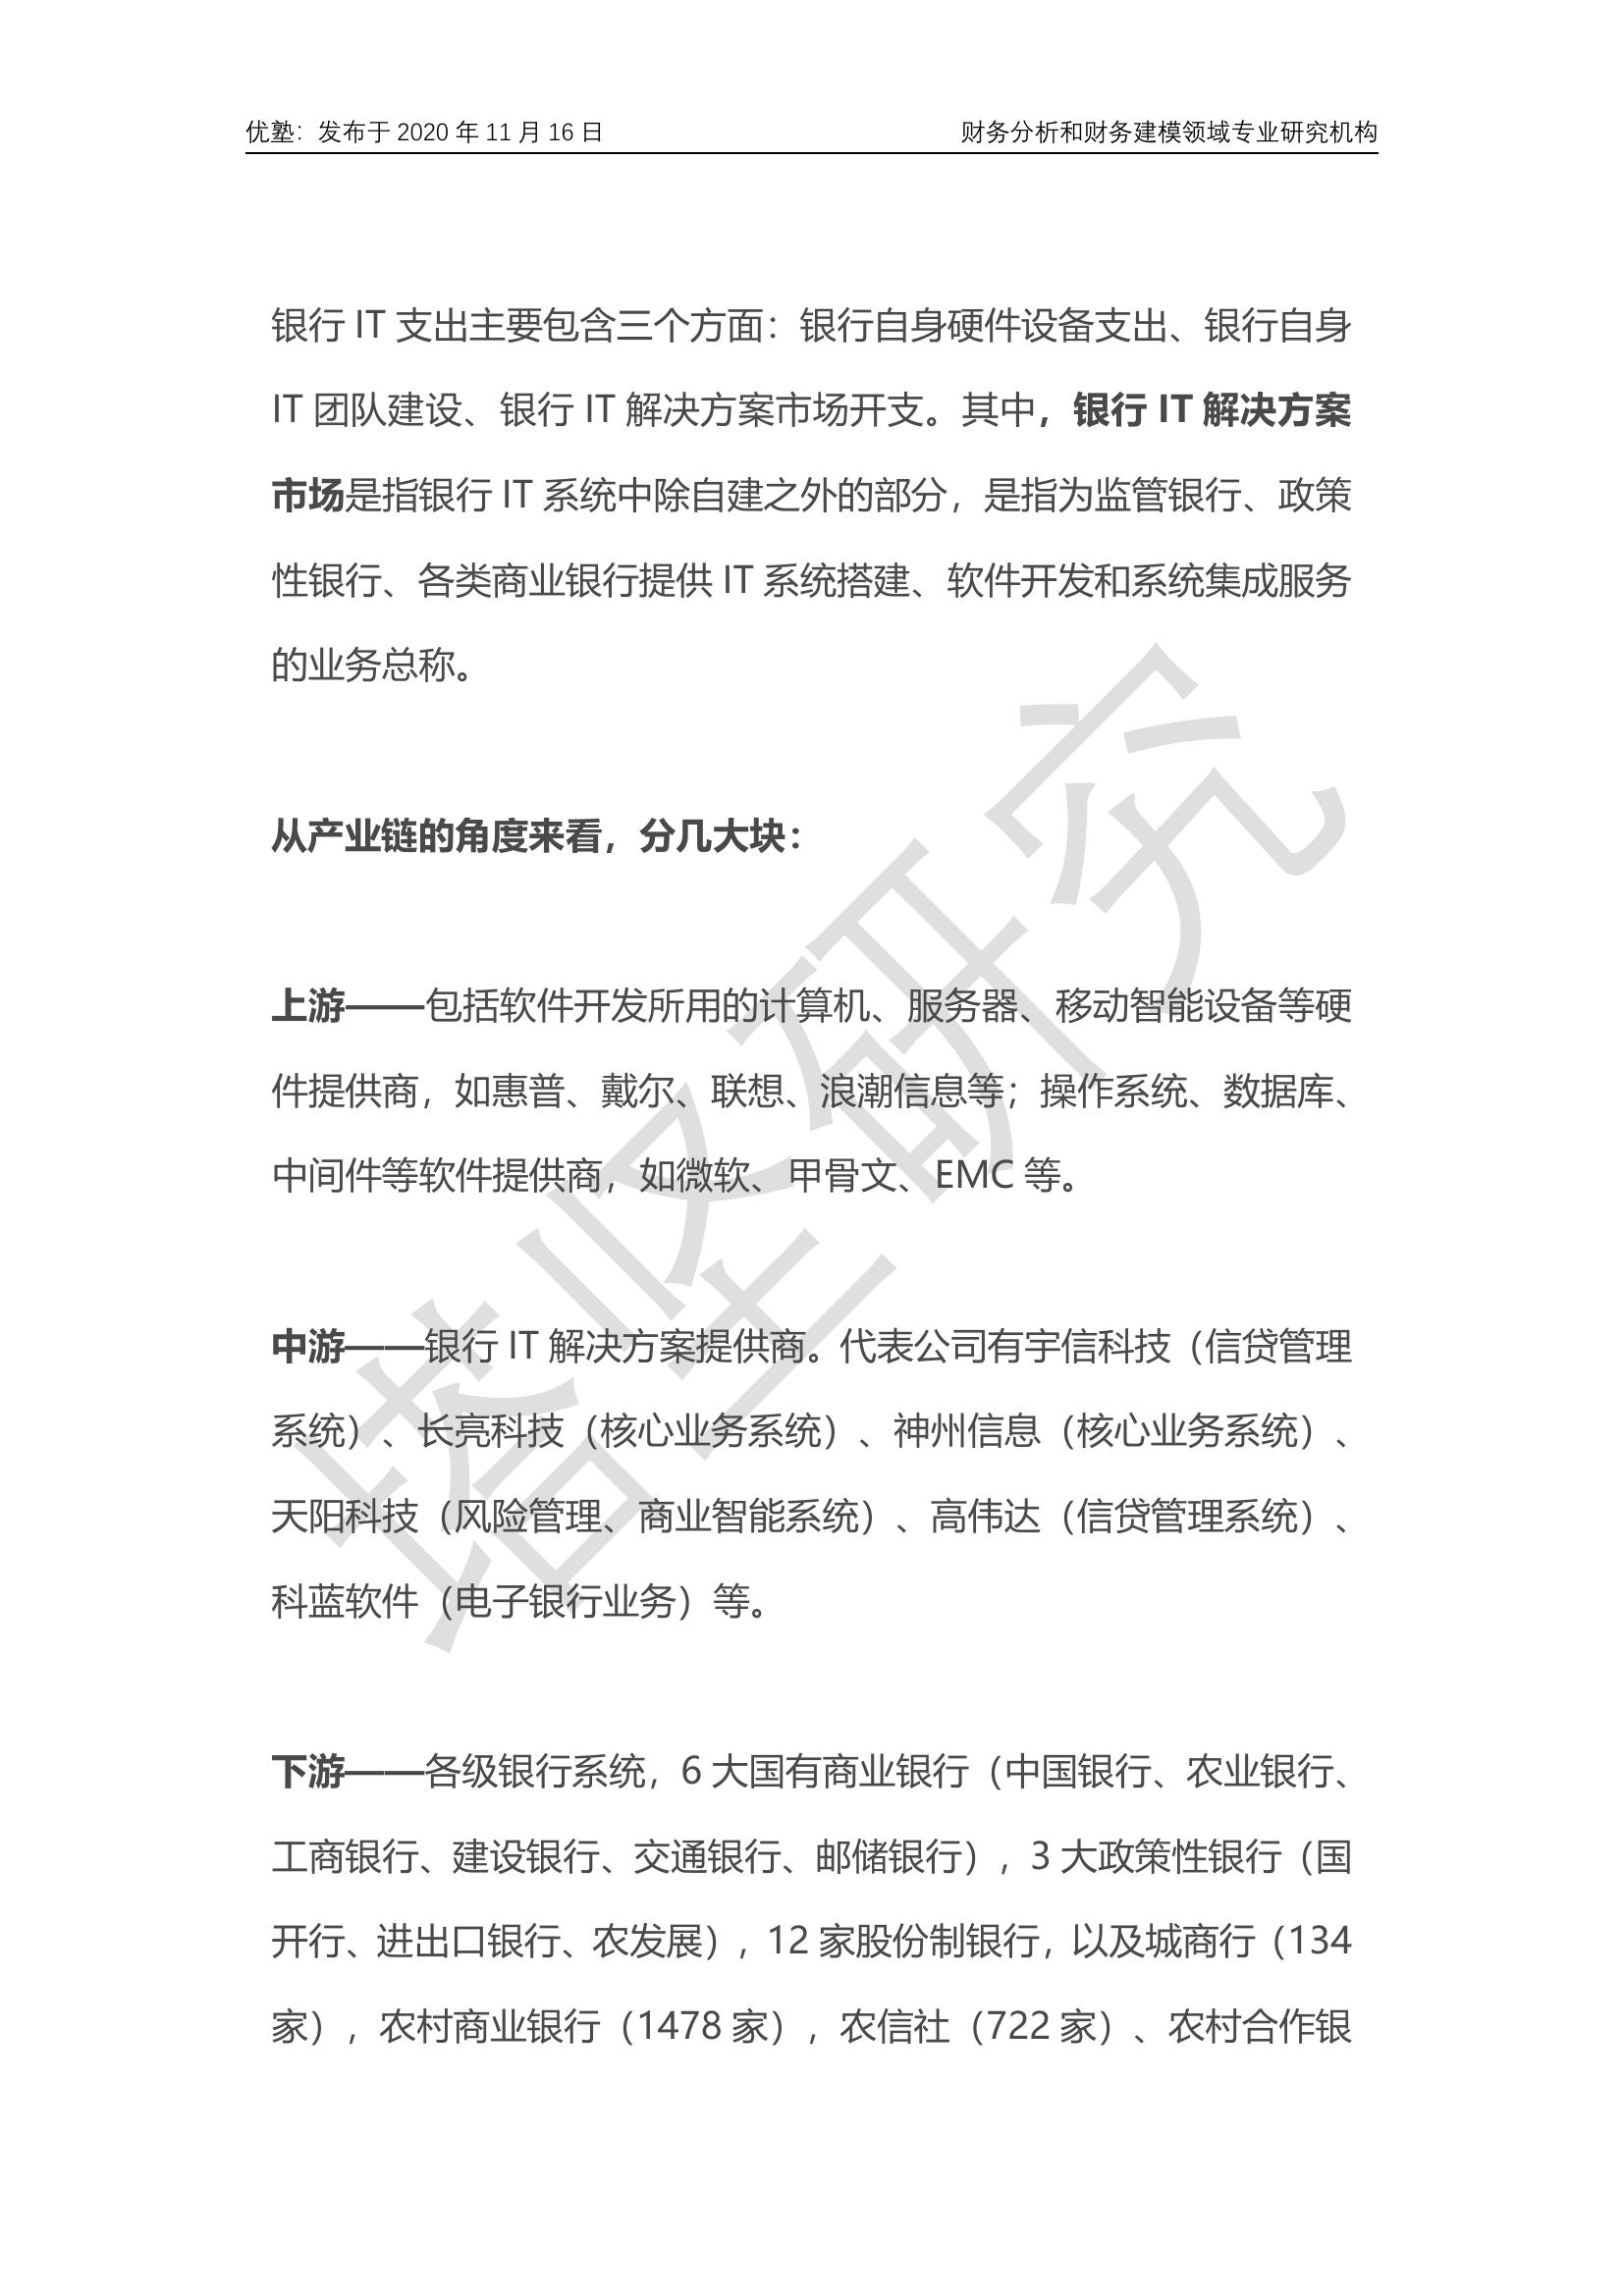 优塾：发布于 2020 年 11 月 16 日 财务分析和财务建模领域专业研究机构
银行 IT 支出主要包含三个方面：银行自身硬件设备支出、银行自身
IT 团队建设、银行 IT 解决方案市场开支。其中，银行 IT 解决方案
市场是指银行 IT 系统中除自建之外的部分，是指为监管银行、政策
性银行、各类商业银行提供 IT 系统搭建、软件开发和系统集成服务
的业务总称。
从产业链的角度来看，分几大块：
上游——包括软件开发所用的计算机、服务器、移动智能设备等硬
件提供商，如惠普、戴尔、联想、浪潮信息等；操作系统、数据库、
中间件等软件提供商，如微软、甲骨文、EMC 等。
中游——银行 IT 解决方案提供商。代表公司有宇信科技（信贷管理
系统）、长亮科技（核心业务系统）、神州信息（核心业务系统）、
天阳科技（风险管理、商业智能系统）、高伟达（信贷管理系统）、
科蓝软件（电子银行业务）等。
下游——各级银行系统，6 大国有商业银行（中国银行、农业银行、
工商银行、建设银行、交通银行、邮储银行），3 大政策性银行（国
开行、进出口银行、农发展），12 家股份制银行，以及城商行（134
家），农村商业银行（1478 家），农信社（722 家）、农村合作银
塔坚研究